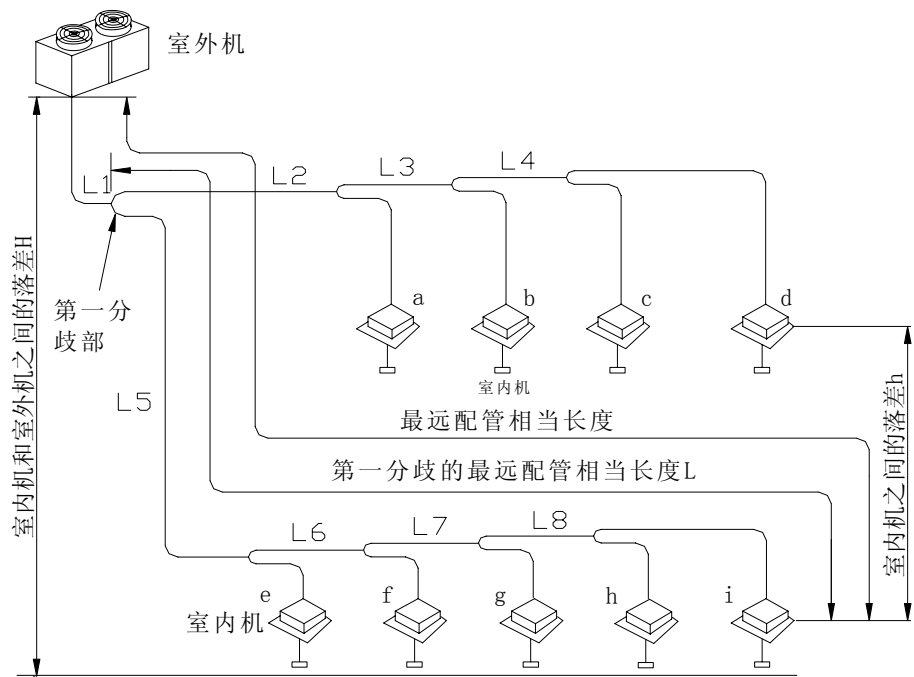 室外机
L1
L2
L3
L4
第一分
歧部
a
b
c
d
室内机
L5
最远配管相当长度
第一分歧的最远配管相当长度L
室内机和室外机之间的落差H
室内机之间的落差h
L6
L7
L8
e
f
g
h
i
室内机